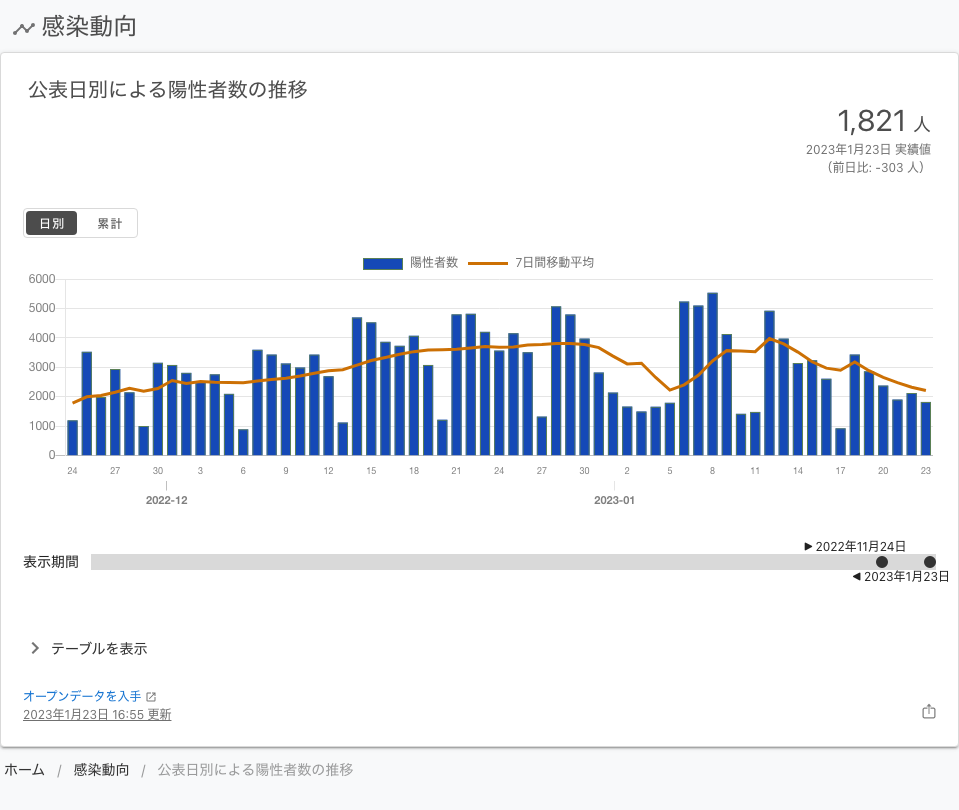 感染動向
公表日別による陽性者数の推移
1,821 人
2023年1月23日 実績値
（前日比: -303 人）
日別 累計
陽性者数 7日間移動平均
6000
5000
4000
3000
2000
1000
0
24 27 30 3 6 9 12 15 18 21 24 27 30 2 5 8 11 14 17 20 23
2022-12 2023-01
2022年11月24日
表示期間
2023年1月23日
テーブルを表示
オープンデータを入手
2023年1月23日 16:55 更新
ホーム / 感染動向 / 公表日別による陽性者数の推移